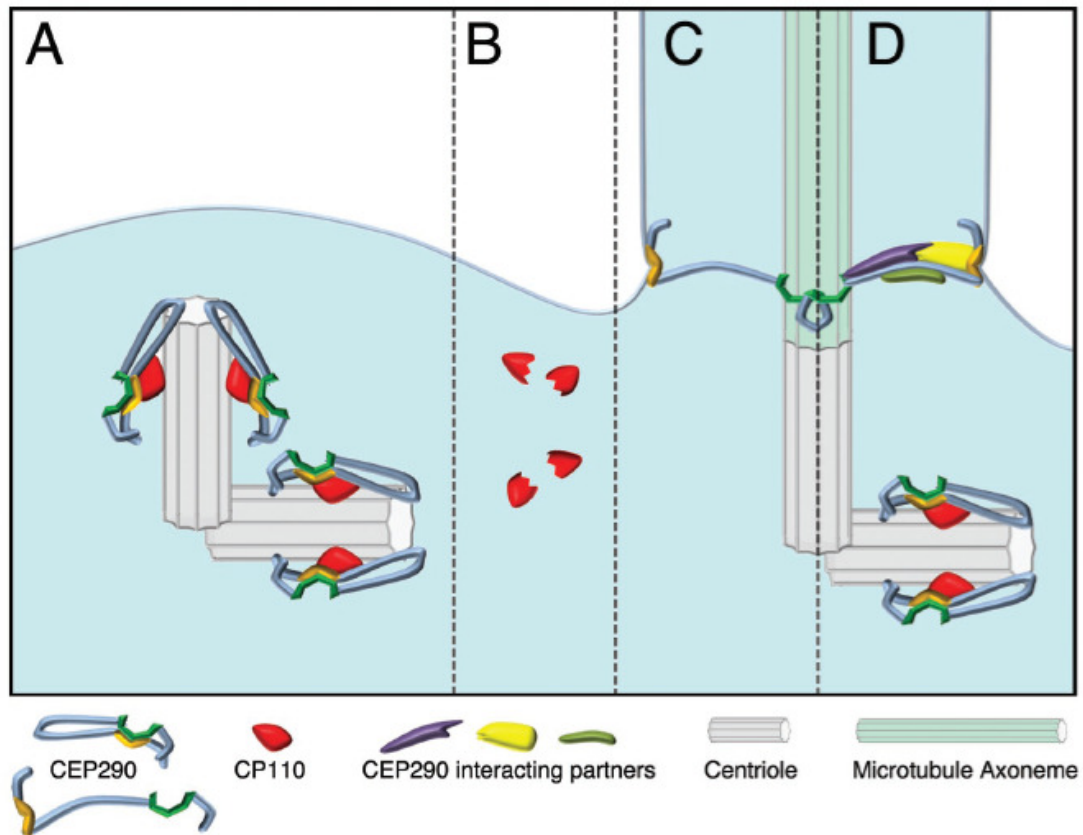 A
B
C
D
CEP290
CP110
CEP290 interacting partners
Centriole
Microtubule Axoneme